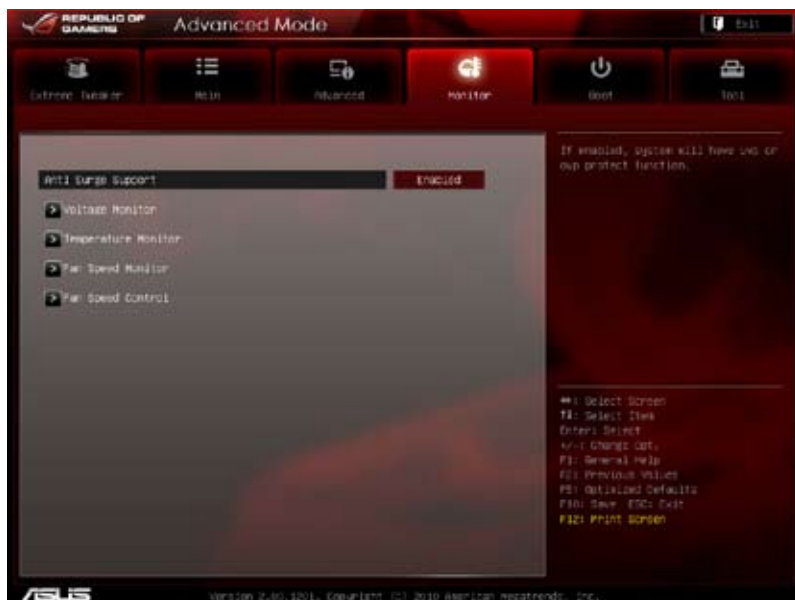 REPUBLIC OF
GAMERS
Advanced Mode
Exit
Extreme Tweaker
Main
Advanced
Monitor
Boot
Tool
Anti Surge Support
Enabled
Voltage Monitor
Temperature Monitor
Fan Speed Monitor
Fan Speed Control
If enabled, system will have uvp or
ovp protect function.
: Select Screen
: Select Item
Enter: Select
+/-: Change Opt.
F1: General Help
F2: Previous Values
F5: Optimized Defaults
F10: Save ESC: Exit
F12: Print Screen
ASUS
Version 2.00.1201. Copyright (C) 2010 American Megatrends, Inc.